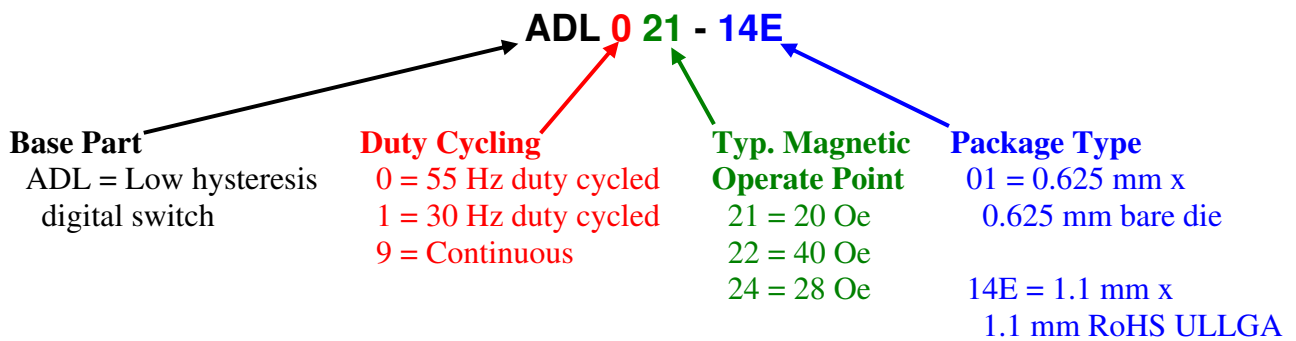 ADL 0 21 - 14E
Base Part
ADL = Low hysteresis
digital switch
Duty Cycling
0 = 55 Hz duty cycled
1 = 30 Hz duty cycled
9 = Continuous
Typ. Magnetic
Operate Point
21 = 20 Oe
22 = 40 Oe
24 = 28 Oe
Package Type
01 = 0.625 mm x
0.625 mm bare die
14E = 1.1 mm x
1.1 mm RoHS ULLGA